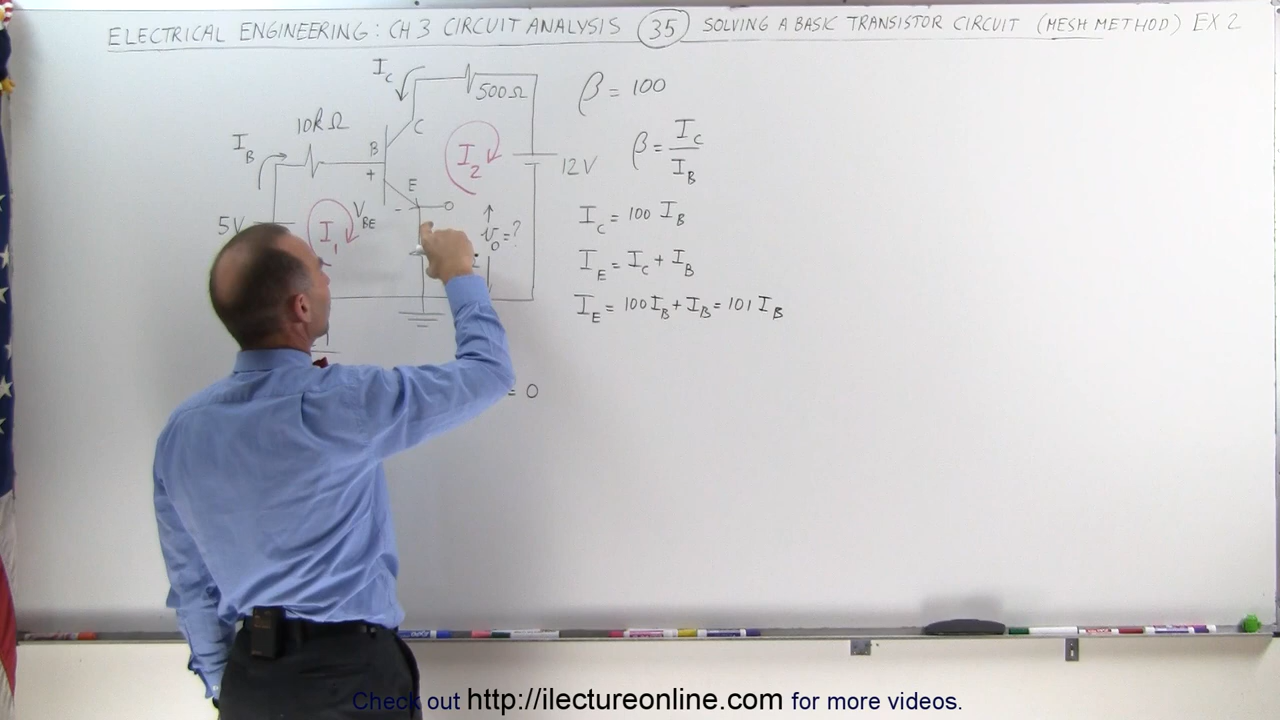 ELECTRICAL ENGINEERING: CH 3 CIRCUIT ANALYSIS 35 SOLVING A BASIC TRANSISTOR CIRCUIT (MESH METHOD) EX 2
I_C
500Ω
β = 100
10kΩ
I_B
B
C
+
E
I_2
12V
β = I_C / I_B
5V
I_1
V_BE
-
V_0 = ?
I_C = 100 I_B
I_E = I_C + I_B
I_E = 100 I_B + I_B = 101 I_B
= 0
Check out http://ilectureonline.com for more videos.